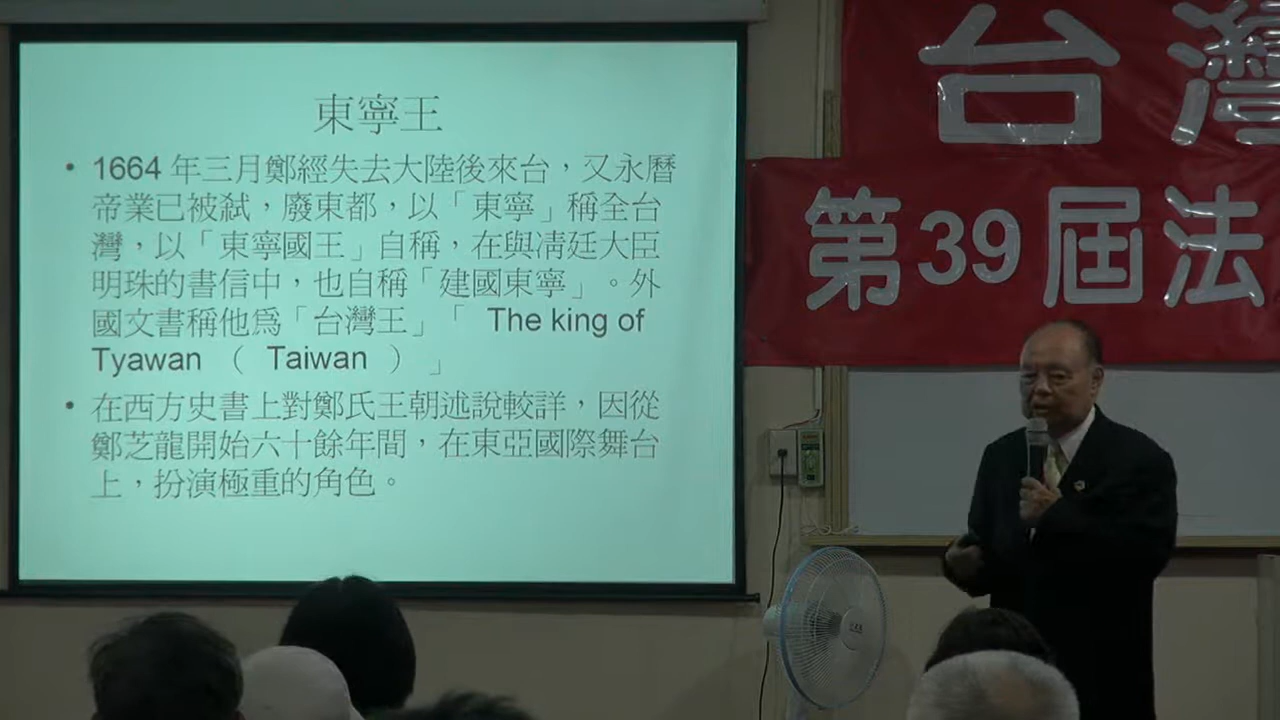 東寧王
• 1664 年三月鄭經失去大陸後來台，又永曆
帝業已被弒，廢東都，以「東寧」稱全台
灣，以「東寧國王」自稱，在與清廷大臣
明珠的書信中，也自稱「建國東寧」。外
國文書稱他為「台灣王」「 The king of
Tyawan （ Taiwan ） 」
• 在西方史書上對鄭氏王朝述說較詳，因從
鄭芝龍開始六十餘年間，在東亞國際舞台
上，扮演極重的角色。
台灣
第39屆法